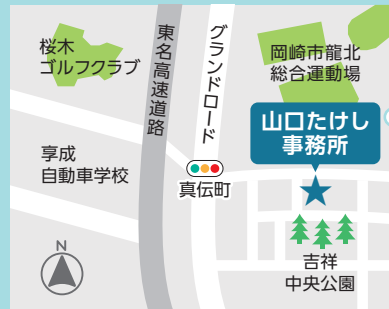 桜木
ゴルフクラブ
東名高速道路
グランドロード
岡崎市龍北
総合運動場
山口たけし
事務所
享成
自動車学校
真伝町
吉祥
中央公園
N